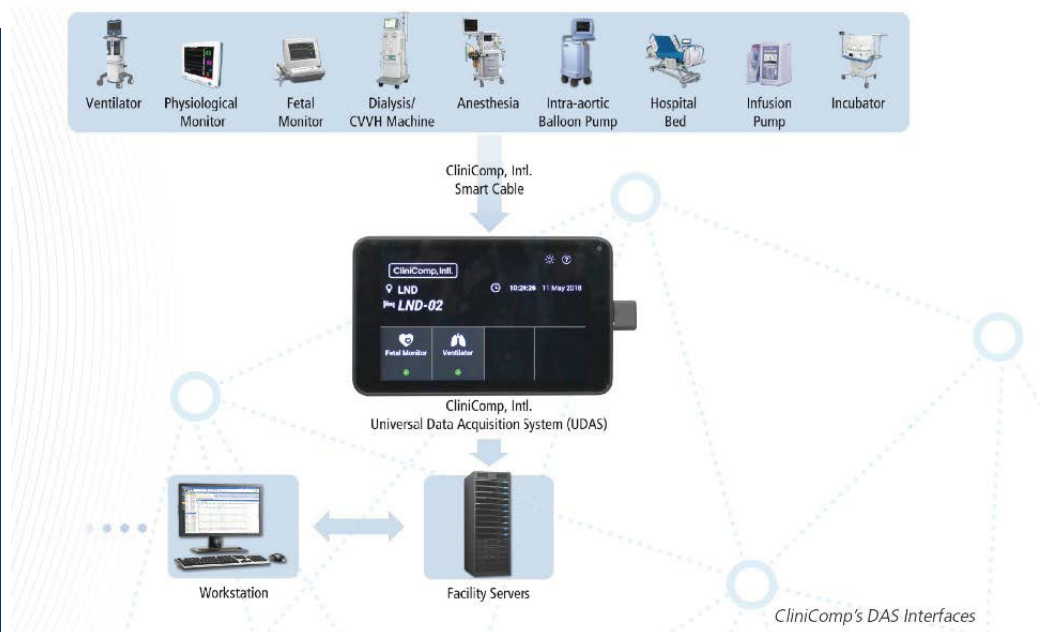 Ventilator
Physiological
Monitor
Fetal
Monitor
Dialysis/
CVVH Machine
Anesthesia
Intra-aortic
Balloon Pump
Hospital
Bed
Infusion
Pump
Incubator
CliniComp, Intl.
Smart Cable
CliniComp, Intl.
LND
10:26:26 11 May 2018
LND-02
Fetal Monitor
Ventilator
CliniComp, Intl.
Universal Data Acquisition System (UDAS)
Workstation
Facility Servers
CliniComp's DAS Interfaces